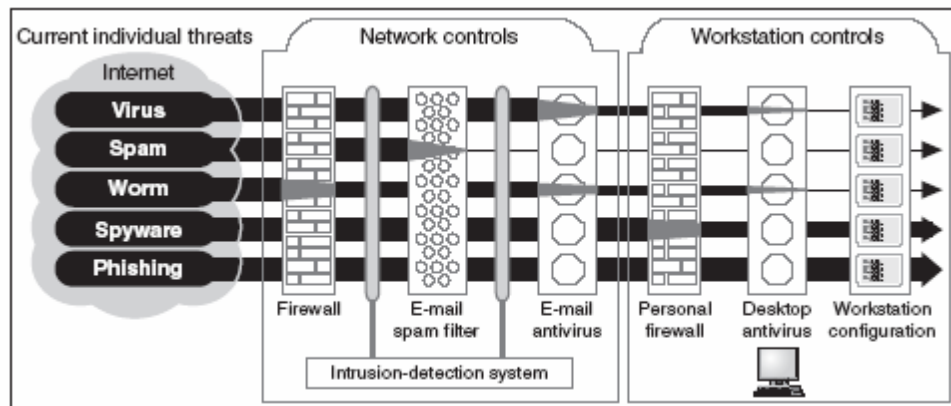 Current individual threats
Network controls
Workstation controls
Internet
Virus
Spam
Worm
Spyware
Phishing
Firewall
E-mail
spam filter
E-mail
antivirus
Personal
firewall
Desktop
antivirus
Workstation
configuration
Intrusion-detection system